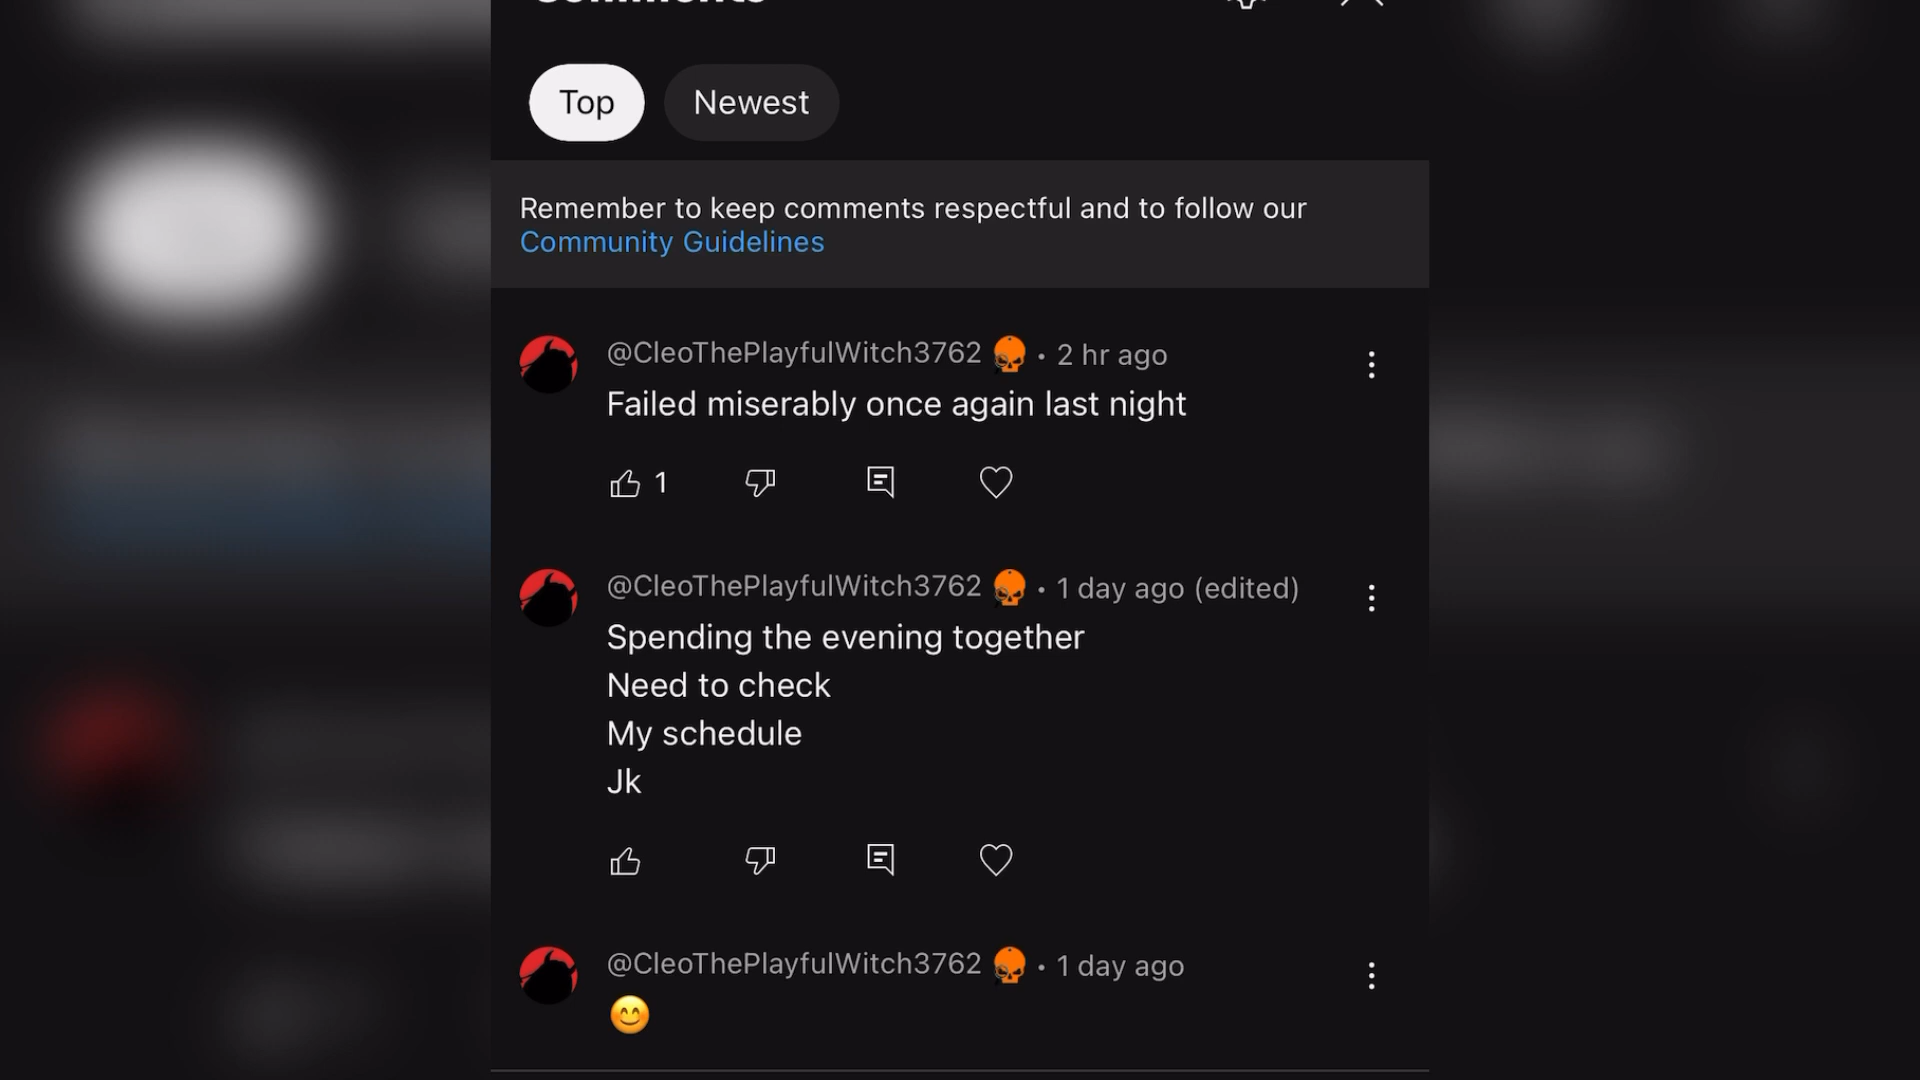 Top Newest
Remember to keep comments respectful and to follow our
Community Guidelines
@CleoThePlayfulWitch3762 • 2 hr ago
Failed miserably once again last night
1
@CleoThePlayfulWitch3762 • 1 day ago (edited)
Spending the evening together
Need to check
My schedule
Jk
@CleoThePlayfulWitch3762 • 1 day ago
😊